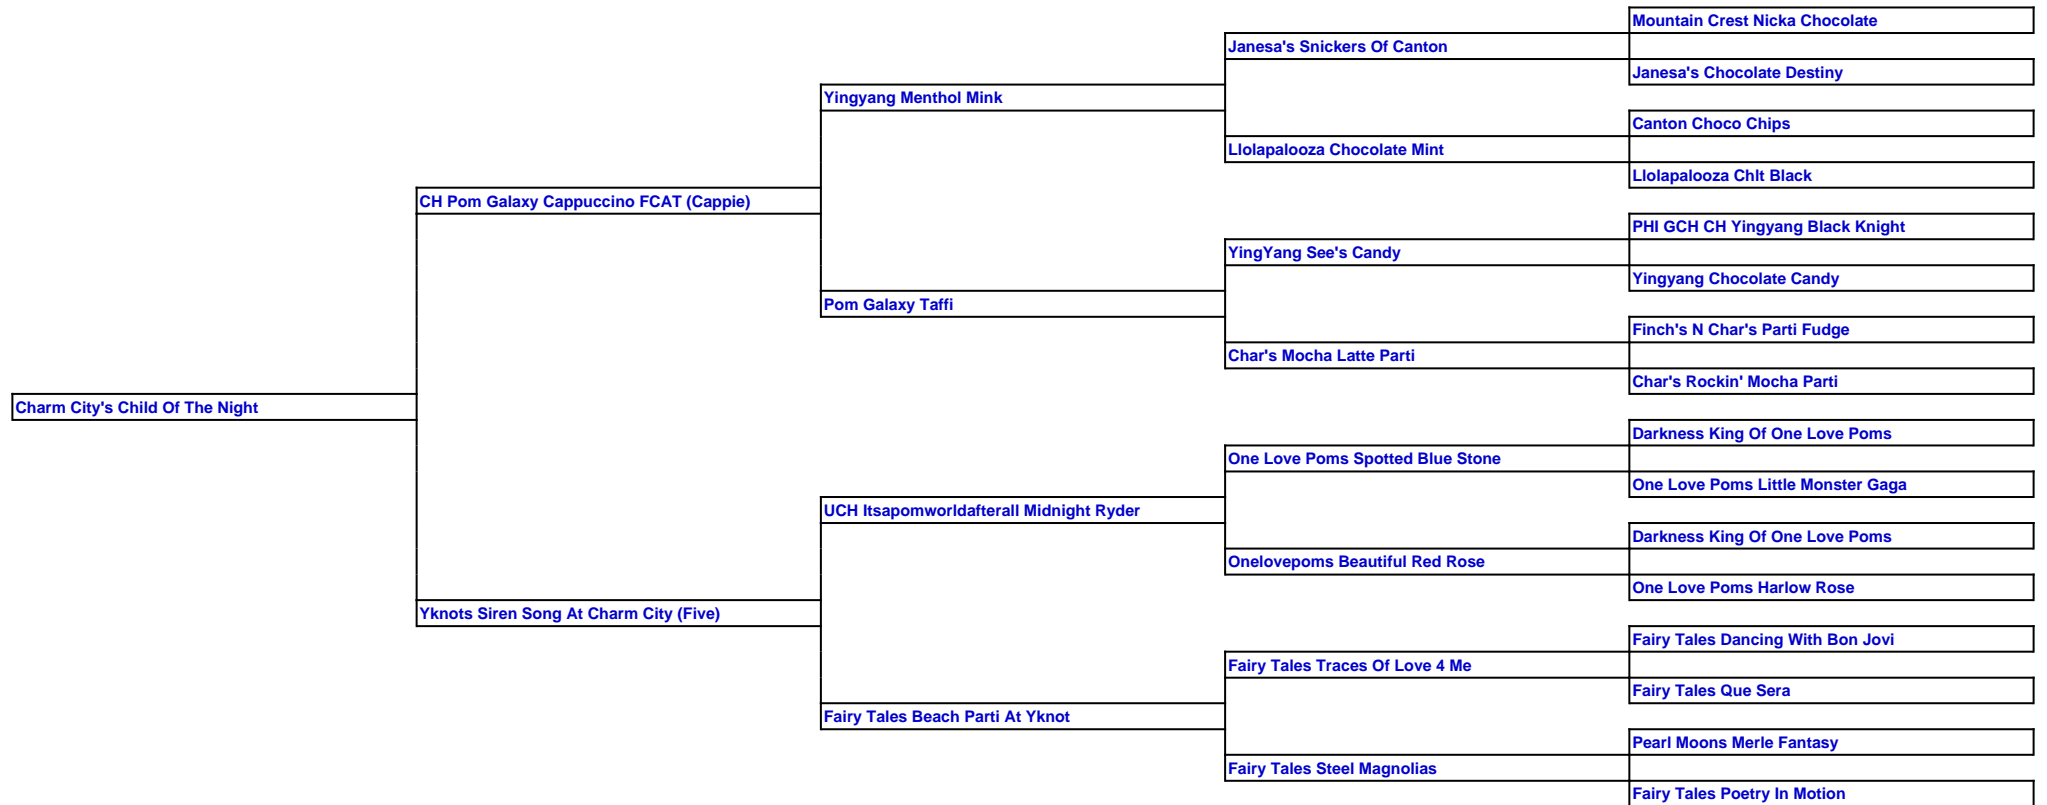 Mountain Crest Nicka Chocolate
Janesa's Snickers Of Canton
Janesa's Chocolate Destiny
Yingyang Menthol Mink
Canton Choco Chips
Llolapalooza Chocolate Mint
Llolapalooza Chlt Black
CH Pom Galaxy Cappuccino FCAT (Cappie)
PHI GCH CH Yingyang Black Knight
YingYang See's Candy
Yingyang Chocolate Candy
Pom Galaxy Taffi
Finch's N Char's Parti Fudge
Char's Mocha Latte Parti
Char's Rockin' Mocha Parti
Charm City's Child Of The Night
Darkness King Of One Love Poms
One Love Poms Spotted Blue Stone
One Love Poms Little Monster Gaga
UCH Itsapomworldafterall Midnight Ryder
Darkness King Of One Love Poms
Onelovepoms Beautiful Red Rose
One Love Poms Harlow Rose
Yknots Siren Song At Charm City (Five)
Fairy Tales Dancing With Bon Jovi
Fairy Tales Traces Of Love 4 Me
Fairy Tales Que Sera
Fairy Tales Beach Parti At Yknot
Pearl Moons Merle Fantasy
Fairy Tales Steel Magnolias
Fairy Tales Poetry In Motion